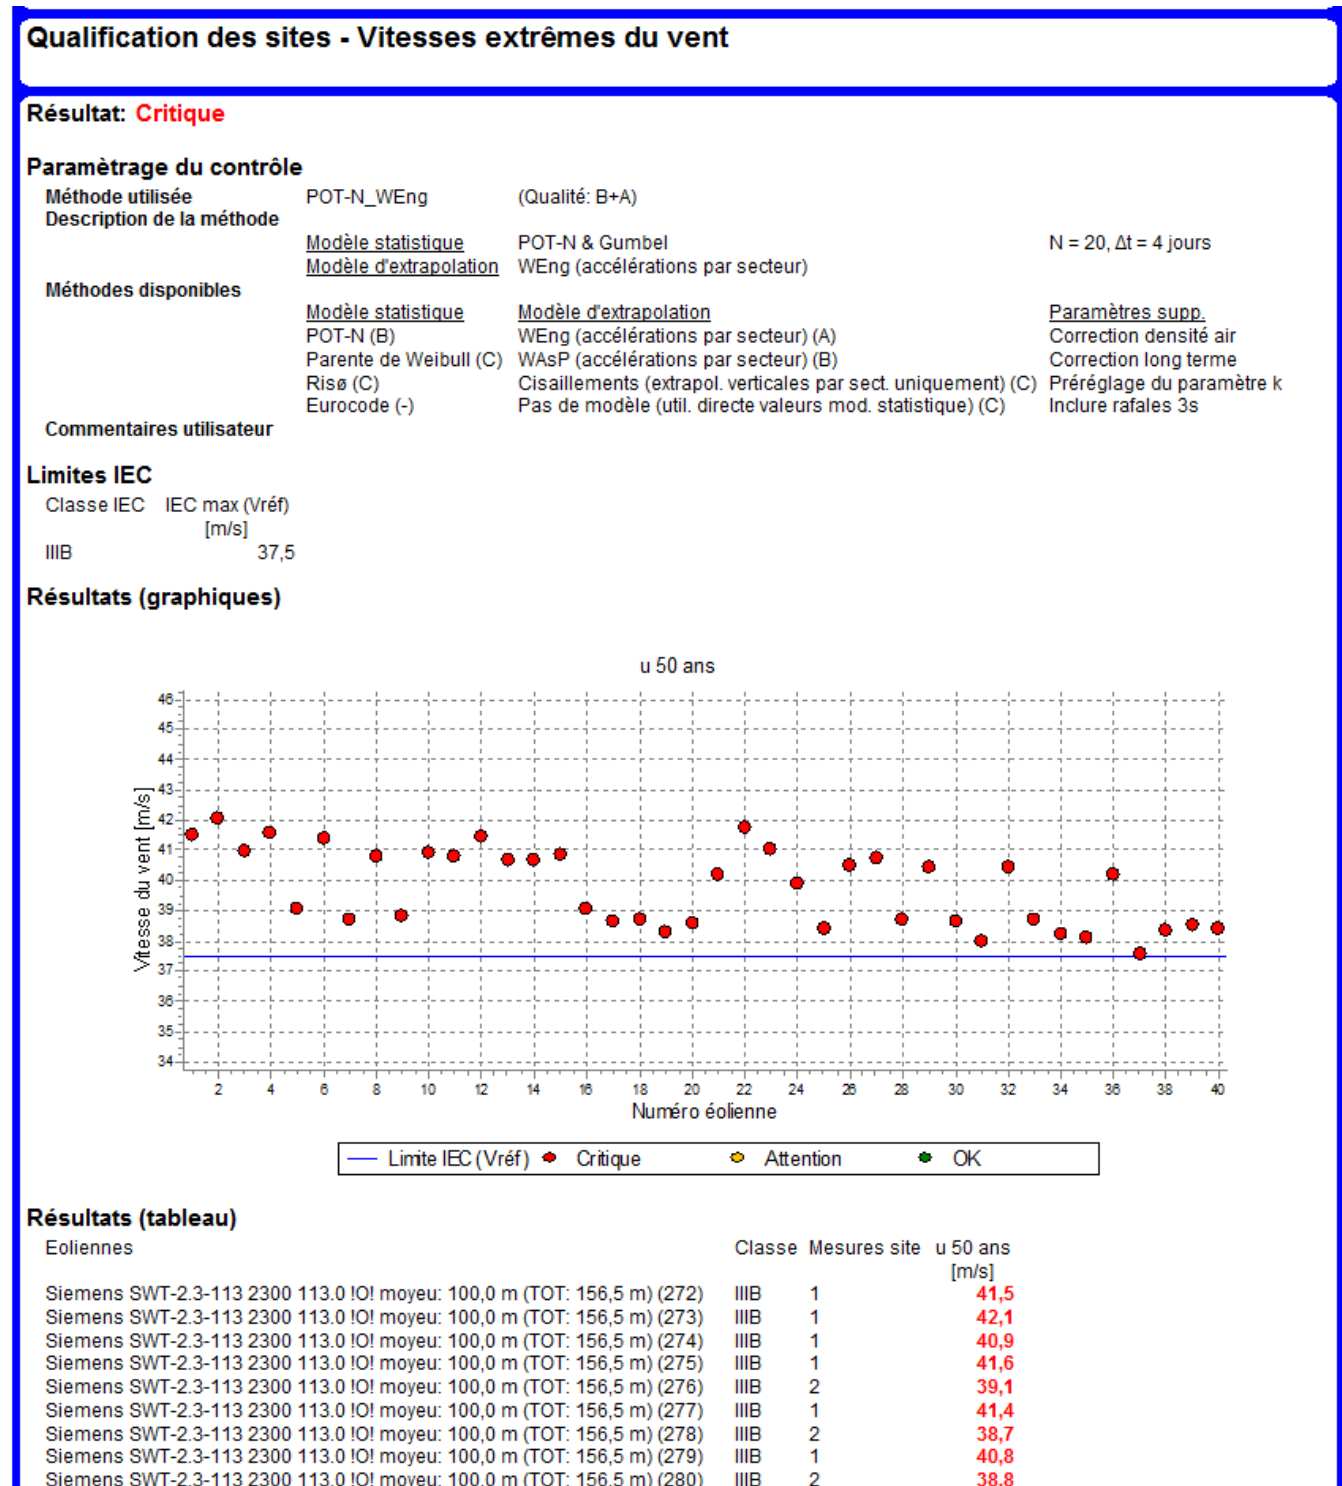 Qualification des sites - Vitesses extrêmes du vent
Résultat: Critique
Paramètrage du contrôle
Méthode utilisée POT-N_WEng (Qualité: B+A)
Description de la méthode
Modèle statistique POT-N & Gumbel N = 20, Δt = 4 jours
Modèle d'extrapolation WEng (accélérations par secteur)
Méthodes disponibles
Modèle statistique Modèle d'extrapolation Paramètres supp.
POT-N (B) WEng (accélérations par secteur) (A) Correction densité air
Parente de Weibull (C) WAsP (accélérations par secteur) (B) Correction long terme
Risø (C) Cisaillements (extrapol. verticales par sect. uniquement) (C) Préréglage du paramètre k
Eurocode (-) Pas de modèle (util. directe valeurs mod. statistique) (C) Inclure rafales 3s
Commentaires utilisateur
Limites IEC
Classe IEC IEC max (Vréf)
[m/s]
IIIB 37,5
Résultats (graphiques)
u 50 ans
46
45
44
43
42
41
40
39
38
37
36
35
34
Vitesse du vent [m/s]
2 4 6 8 10 12 14 16 18 20 22 24 26 28 30 32 34 36 38 40
Numéro éolienne
Limite IEC (Vréf) Critique Attention OK
Résultats (tableau)
Eoliennes Classe Mesures site u 50 ans
[m/s]
Siemens SWT-2.3-113 2300 113.0 !O! moyeu: 100,0 m (TOT: 156,5 m) (272) IIIB 1 41,5
Siemens SWT-2.3-113 2300 113.0 !O! moyeu: 100,0 m (TOT: 156,5 m) (273) IIIB 1 42,1
Siemens SWT-2.3-113 2300 113.0 !O! moyeu: 100,0 m (TOT: 156,5 m) (274) IIIB 1 40,9
Siemens SWT-2.3-113 2300 113.0 !O! moyeu: 100,0 m (TOT: 156,5 m) (275) IIIB 1 41,6
Siemens SWT-2.3-113 2300 113.0 !O! moyeu: 100,0 m (TOT: 156,5 m) (276) IIIB 2 39,1
Siemens SWT-2.3-113 2300 113.0 !O! moyeu: 100,0 m (TOT: 156,5 m) (277) IIIB 1 41,4
Siemens SWT-2.3-113 2300 113.0 !O! moyeu: 100,0 m (TOT: 156,5 m) (278) IIIB 2 38,7
Siemens SWT-2.3-113 2300 113.0 !O! moyeu: 100,0 m (TOT: 156,5 m) (279) IIIB 1 40,8
Siemens SWT-2.3-113 2300 113.0 !O! moyeu: 100,0 m (TOT: 156,5 m) (280) IIIB 2 38,8